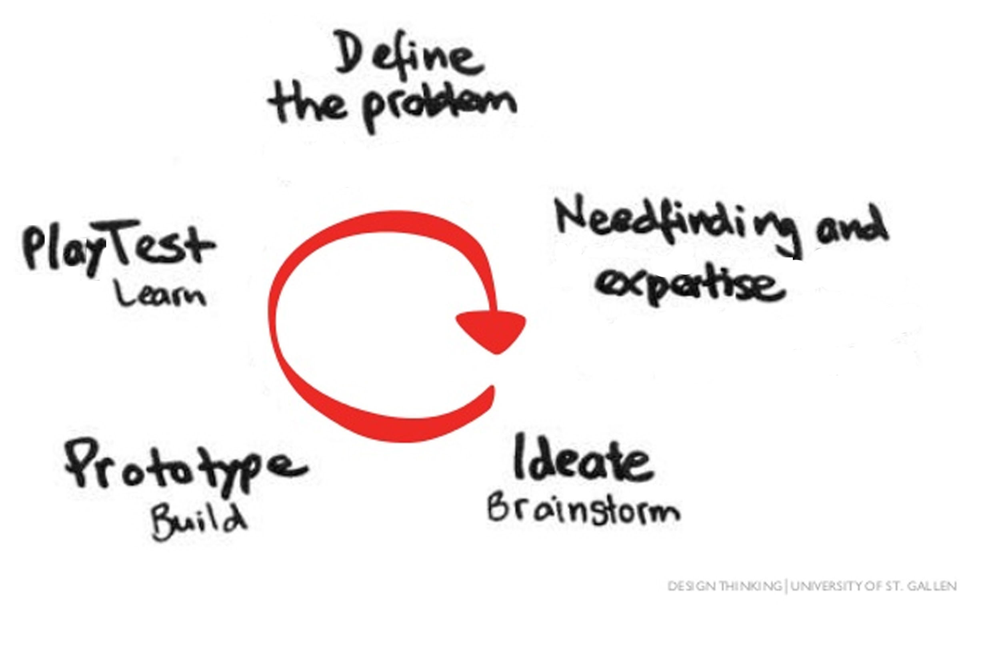 Define
the problem
Needfinding and
expertise
PlayTest
Learn
Prototype
Build
Ideate
Brainstorm
DESIGN THINKING | UNIVERSITY OF ST. GALLEN